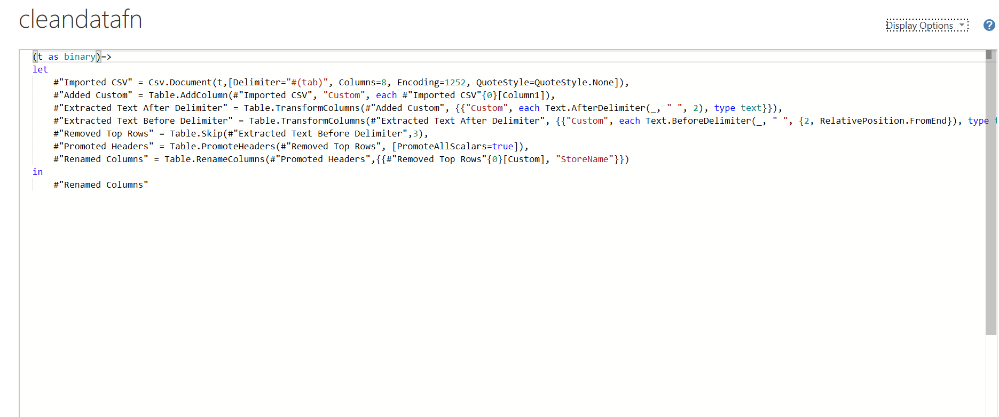 cleandatafn
Display Options
?
(t as binary)=>
let
    #"Imported CSV" = Csv.Document(t,[Delimiter="#(tab)", Columns=8, Encoding=1252, QuoteStyle=QuoteStyle.None]),
    #"Added Custom" = Table.AddColumn(#"Imported CSV", "Custom", each #"Imported CSV"{0}[Column1]),
    #"Extracted Text After Delimiter" = Table.TransformColumns(#"Added Custom", {{"Custom", each Text.AfterDelimiter(_, " ", 2), type text}}),
    #"Extracted Text Before Delimiter" = Table.TransformColumns(#"Extracted Text After Delimiter", {{"Custom", each Text.BeforeDelimiter(_, " ", {2, RelativePosition.FromEnd}), type
    #"Removed Top Rows" = Table.Skip(#"Extracted Text Before Delimiter",3),
    #"Promoted Headers" = Table.PromoteHeaders(#"Removed Top Rows", [PromoteAllScalars=true]),
    #"Renamed Columns" = Table.RenameColumns(#"Promoted Headers",{{#"Removed Top Rows"{0}[Custom], "StoreName"}})
in
    #"Renamed Columns"